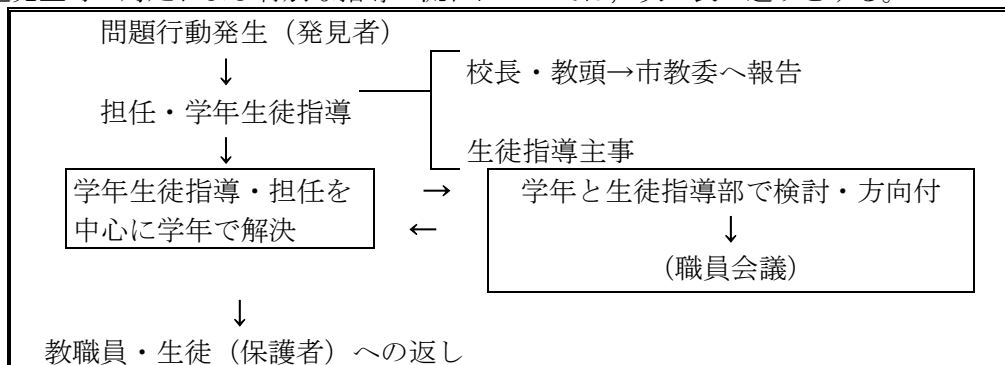 問題行動発生（発見者）
↓
校長・教頭→市教委へ報告
担任・学年生徒指導
↓
生徒指導主事
学年生徒指導・担任を
中心に学年で解決
→
←
学年と生徒指導部で検討・方向付
↓
（職員会議）
↓
教職員・生徒（保護者）への返し